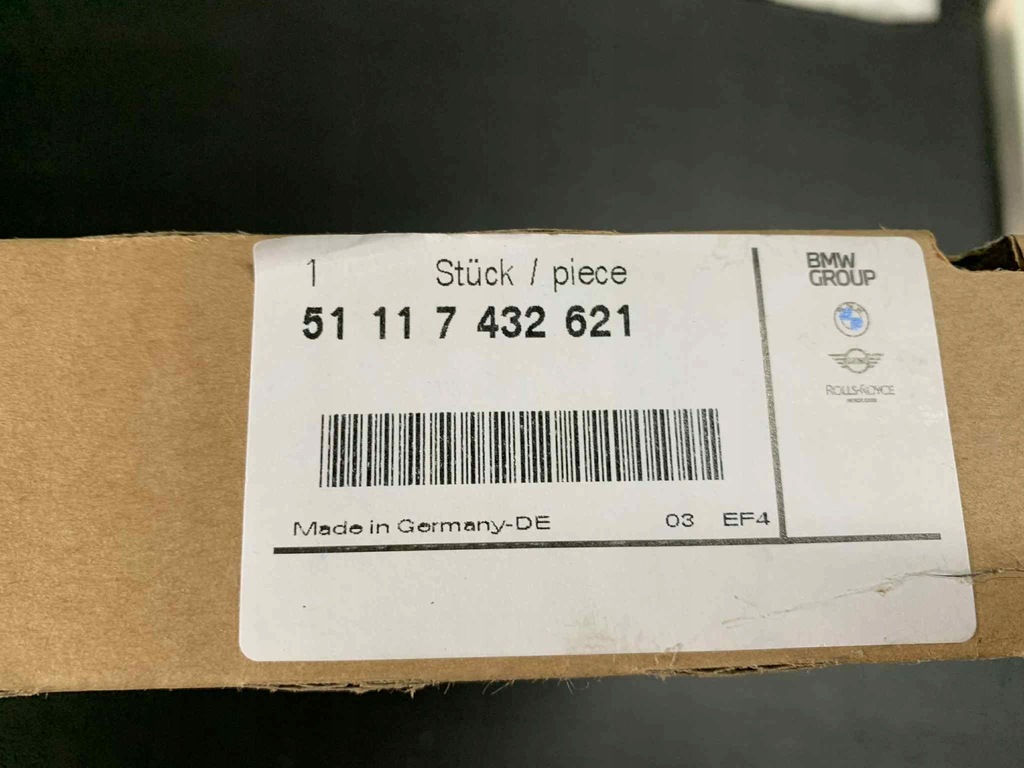 1 Stück / piece
51 11 7 432 621
Made in Germany-DE 03 EF4
BMW
GROUP
ROLLS-ROYCE